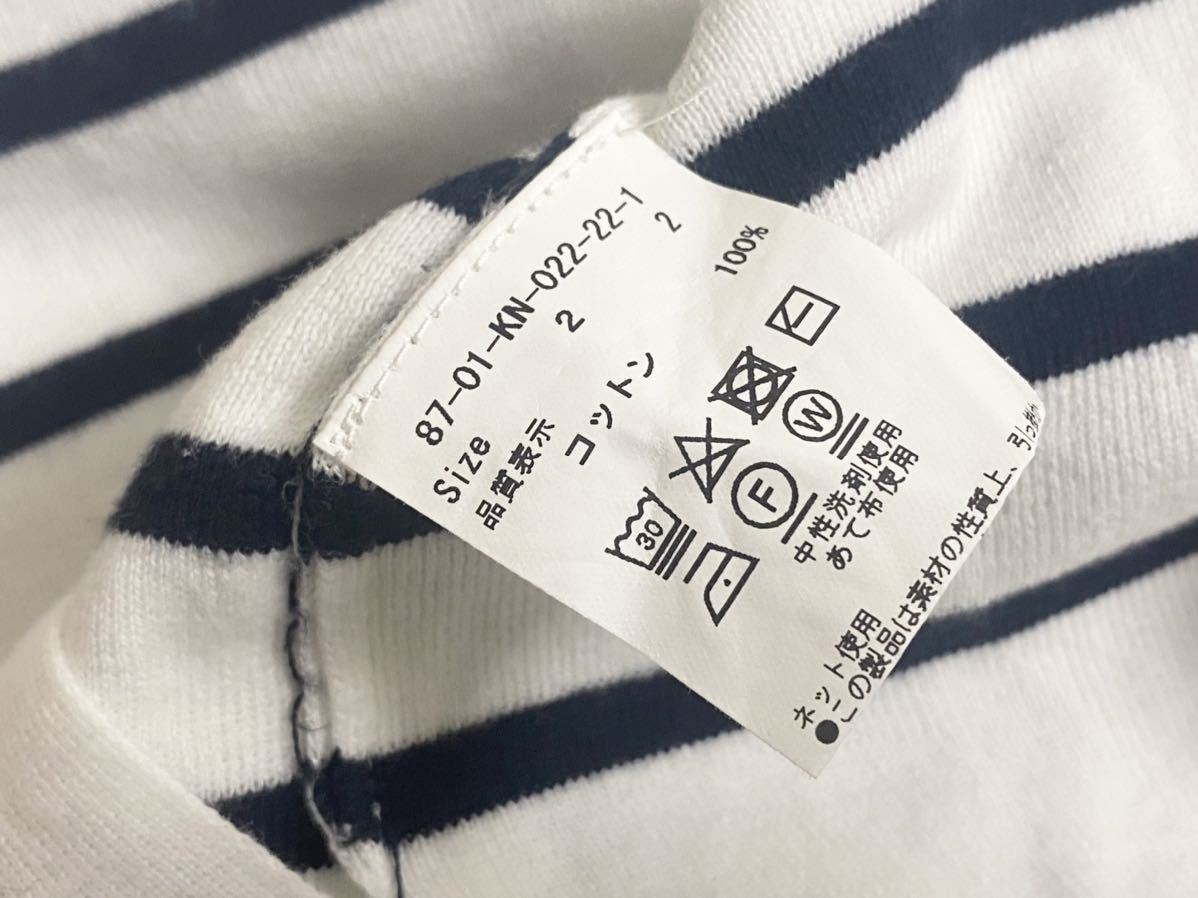 87-01-KN-022-22-1
Size 2 2
品質表示
コットン 100%
30
F W
中性洗剤使用
あて布使用
ネット使用
●この製品は素材の性質上、引っ掛